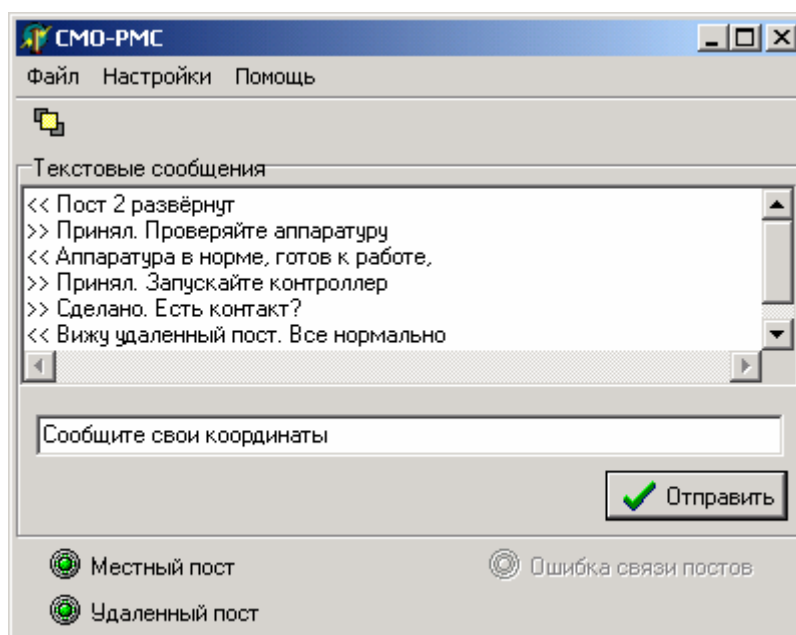 СМО-РМС
Файл Настройки Помощь
Текстовые сообщения
<< Пост 2 развёрнут
>> Принял. Проверяйте аппаратуру
<< Аппаратура в норме, готов к работе,
>> Принял. Запускайте контроллер
>> Сделано. Есть контакт?
<< Вижу удаленный пост. Все нормально
Сообщите свои координаты
Отправить
Местный пост
Ошибка связи постов
Удаленный пост